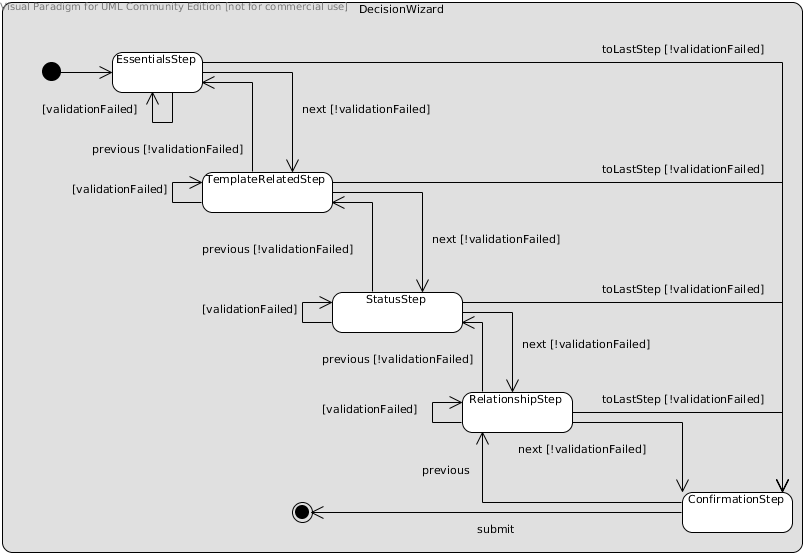 Visual Paradigm for UML Community Edition [not for commercial use]
DecisionWizard
toLastStep [!validationFailed]
EssentialsStep
[validationFailed]
next [!validationFailed]
previous [!validationFailed]
toLastStep [!validationFailed]
TemplateRelatedStep
[validationFailed]
next [!validationFailed]
previous [!validationFailed]
toLastStep [!validationFailed]
StatusStep
[validationFailed]
next [!validationFailed]
previous [!validationFailed]
toLastStep [!validationFailed]
RelationshipStep
[validationFailed]
next [!validationFailed]
previous
ConfirmationStep
submit